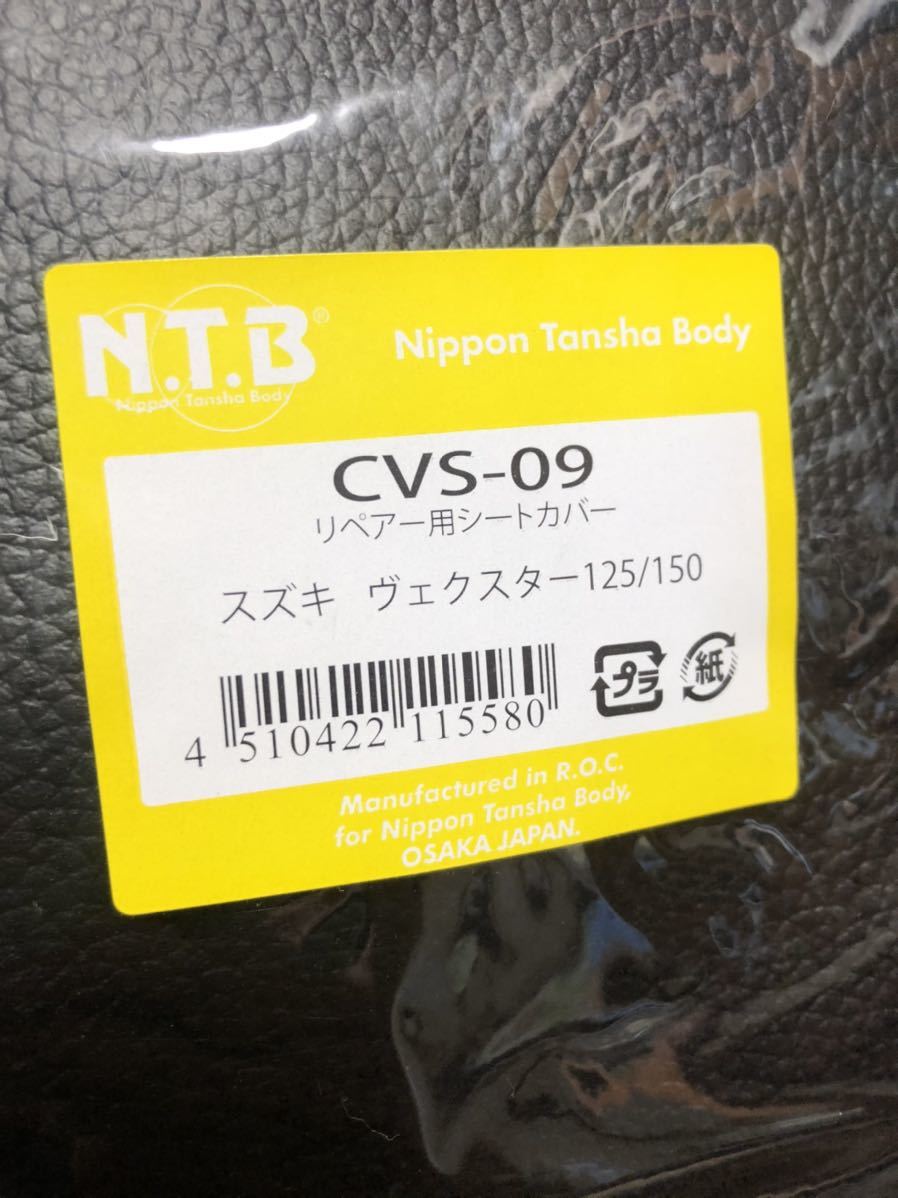 N.T.B®
Nippon Tansha Body
Nippon Tansha Body
CVS-09
リペアー用シートカバー
スズキ ヴェクスター125/150
プラ
紙
4 510422 115580
Manufactured in R.O.C.
for Nippon Tansha Body,
OSAKA JAPAN.